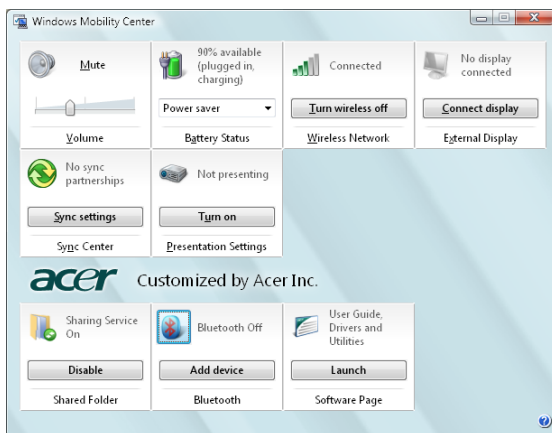 Windows Mobility Center
Mute
Volume
90% available
(plugged in,
charging)
Power saver
Battery Status
Connected
Turn wireless off
Wireless Network
No display
connected
Connect display
External Display
No sync
partnerships
Sync settings
Sync Center
Not presenting
Turn on
Presentation Settings
acer Customized by Acer Inc.
Sharing Service
On
Disable
Shared Folder
Bluetooth Off
Add device
Bluetooth
User Guide,
Drivers and
Utilities
Launch
Software Page